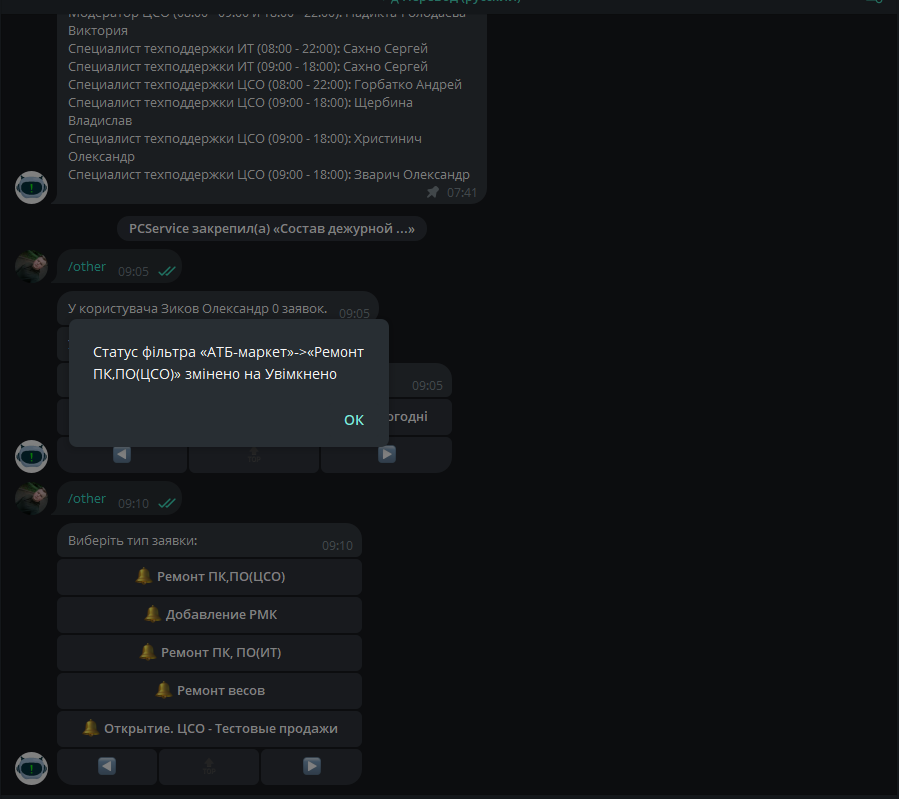 Модератор ЦСО (08:00 - 09:00 и 18:00 - 22:00):
Виктория
Специалист техподдержки ИТ (08:00 - 22:00): Сахно Сергей
Специалист техподдержки ИТ (09:00 - 18:00): Сахно Сергей
Специалист техподдержки ЦСО (08:00 - 22:00): Горбатко Андрей
Специалист техподдержки ЦСО (09:00 - 18:00): Щербина
Владислав
Специалист техподдержки ЦСО (09:00 - 18:00): Христинич
Олександр
Специалист техподдержки ЦСО (09:00 - 18:00): Зварич Олександр
07:41
PCService закрепил(а) «Состав дежурной ...»
/other 09:05
У користувача Зиков Олександр 0 заявок. 09:05
Статус фільтра «АТБ-маркет»->«Ремонт
ПК,ПО(ЦСО)» змінено на Увімкнено
09:05
огодні
ОК
/other 09:10
Виберіть тип заявки: 09:10
Ремонт ПК,ПО(ЦСО)
Добавление РМК
Ремонт ПК, ПО(ИТ)
Ремонт весов
Открытие. ЦСО - Тестовые продажи
TOP